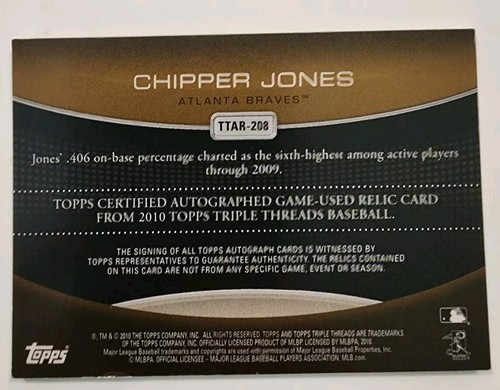 CHIPPER JONES
ATLANTA BRAVES™
TTAR-208
Jones' .406 on-base percentage charted as the sixth-highest among active players
through 2009.
TOPPS CERTIFIED AUTOGRAPHED GAME-USED RELIC CARD
FROM 2010 TOPPS TRIPLE THREADS BASEBALL.
THE SIGNING OF ALL TOPPS AUTOGRAPH CARDS IS WITNESSED BY
TOPPS REPRESENTATIVES TO GUARANTEE AUTHENTICITY. THE RELICS CONTAINED
ON THIS CARD ARE NOT FROM ANY SPECIFIC GAME, EVENT OR SEASON.
®, TM & © 2010 THE TOPPS COMPANY, INC. ALL RIGHTS RESERVED. TOPPS AND TOPPS TRIPLE THREADS ARE TRADEMARKS
OF THE TOPPS COMPANY, INC. OFFICIALLY LICENSED PRODUCT OF MLBP LICENSED BY MLBPA, 2010
Major League Baseball trademarks and copyrights are used with permission of Major League Baseball Properties, Inc.
© MLBPA. OFFICIAL LICENSEE - MAJOR LEAGUE BASEBALL PLAYERS ASSOCIATION MLB.com
Topps